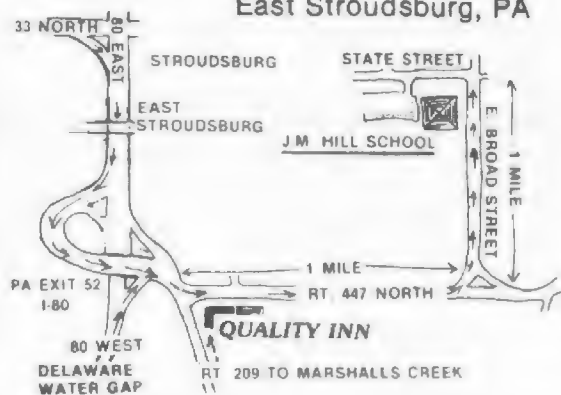 East Stroudsburg, PA
33 NORTH
80 EAST
STROUDSBURG
STATE STREET
EAST
STROUDSBURG
J.M. HILL SCHOOL
E. BROAD STREET
1 MILE
1 MILE
PA EXIT 52
I-80
RT. 447 NORTH
QUALITY INN
80 WEST
DELAWARE
WATER GAP
RT 209 TO MARSHALLS CREEK